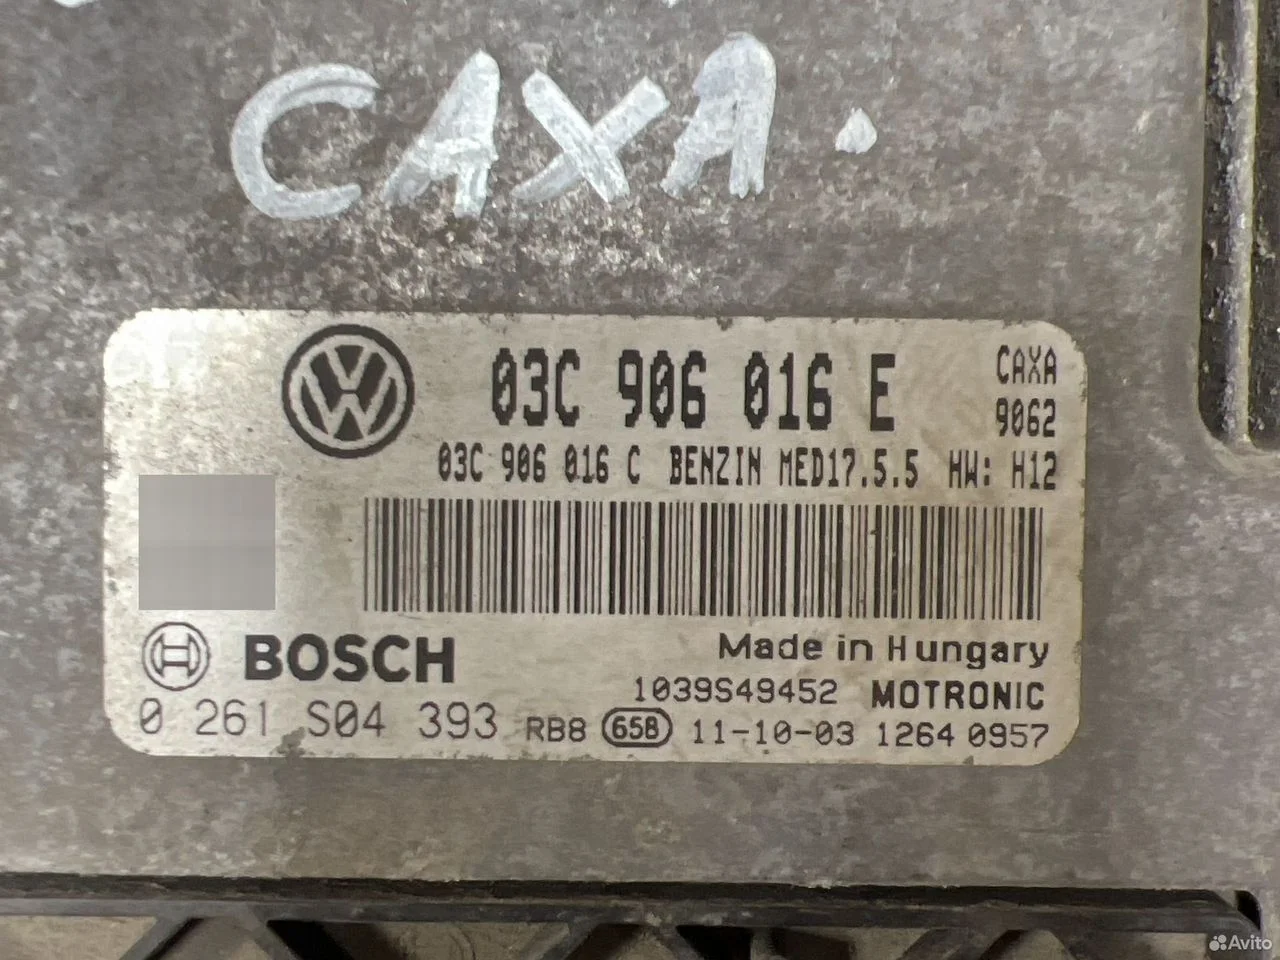 CAXA.
03C 906 016 E
CAXA
9062
03C 906 016 C BENZIN MED17.5.5 HW: H12
BOSCH
Made in Hungary
1039S49452 MOTRONIC
0 261 S04 393 RB8 658 11-10-03 1264 0957
Avito